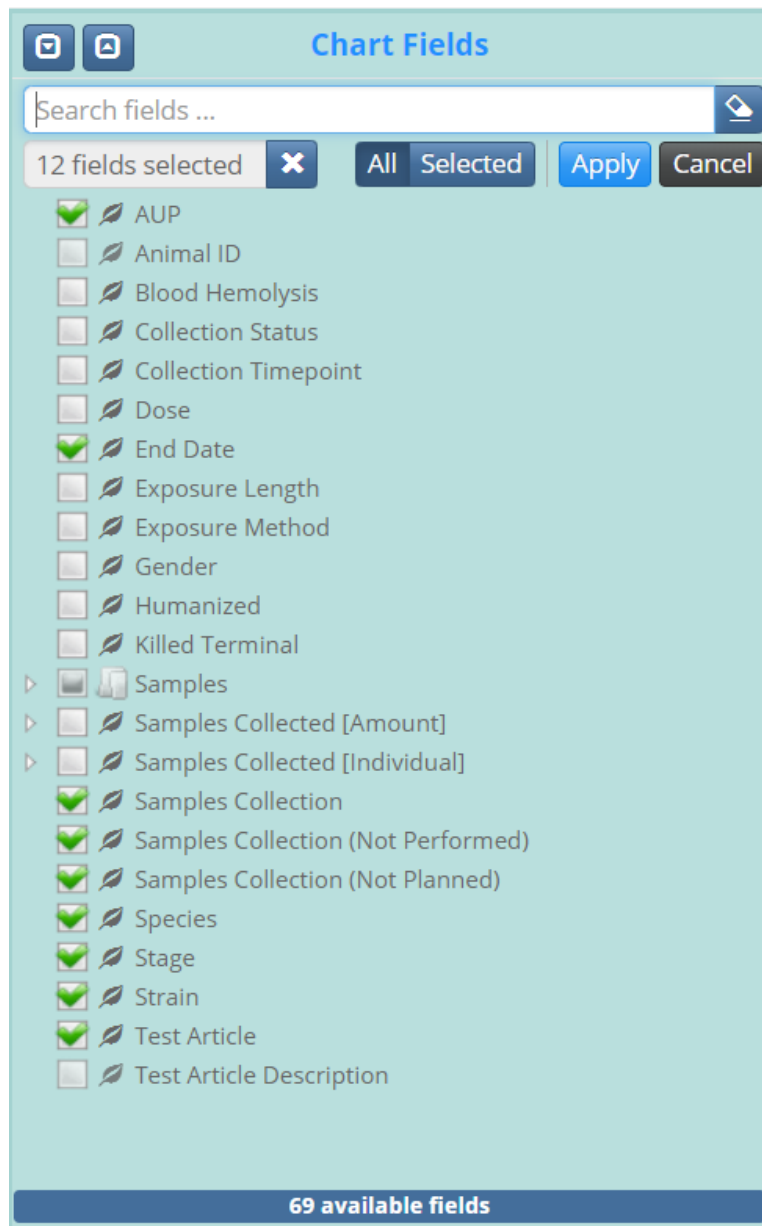 Chart Fields
Search fields ...
12 fields selected All Selected Apply Cancel
AUP
Animal ID
Blood Hemolysis
Collection Status
Collection Timepoint
Dose
End Date
Exposure Length
Exposure Method
Gender
Humanized
Killed Terminal
Samples
Samples Collected [Amount]
Samples Collected [Individual]
Samples Collection
Samples Collection (Not Performed)
Samples Collection (Not Planned)
Species
Stage
Strain
Test Article
Test Article Description
69 available fields